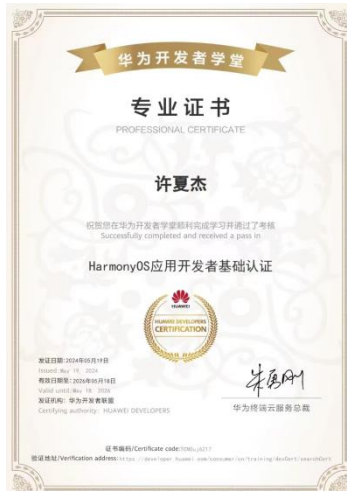 华为开发者学堂
专业证书
PROFESSIONAL CERTIFICATE
许夏杰
祝贺您在华为开发者学堂顺利完成学习并通过了考核
Successfully completed and received a pass in
HarmonyOS应用开发者基础认证
HUAWEI
HUAWEI DEVELOPERS
CERTIFICATION
发证日期:2024年05月19日
Issued: May 19, 2024
有效日期至:2026年05月18日
Valid until: May 18, 2026
发证机构: 华为开发者联盟
Certifying authority: HUAWEI DEVELOPERS
华为终端云服务总裁
证书编码/Certificate code:
验证地址/Verification address: